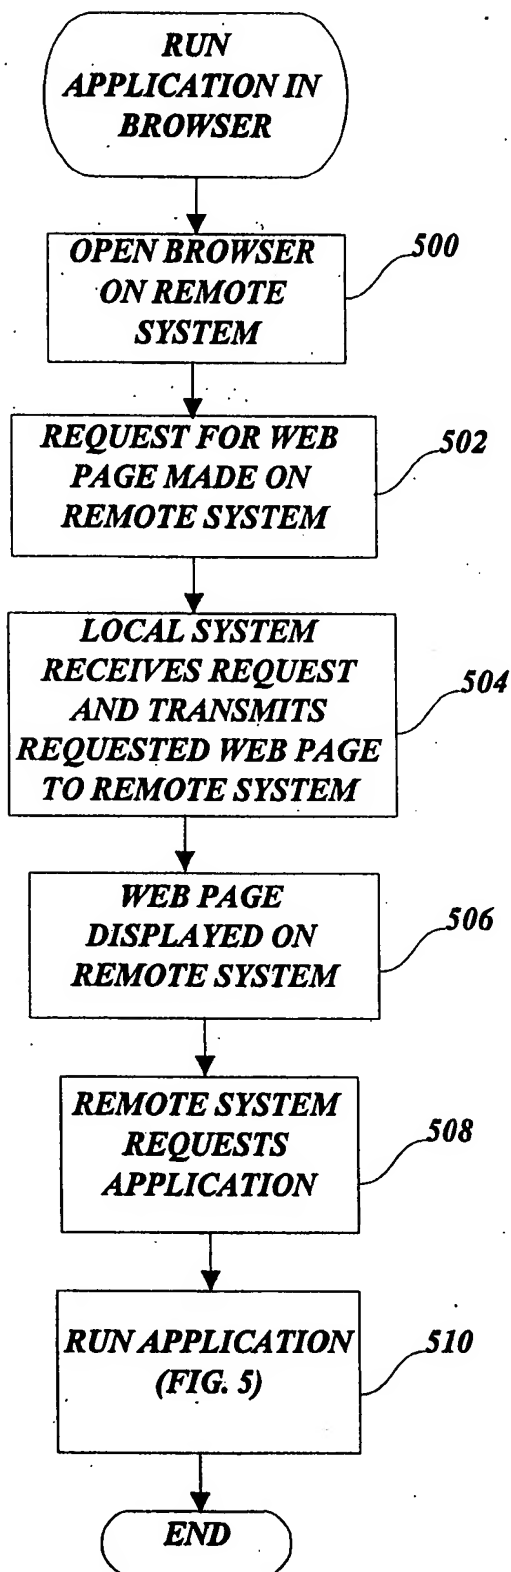 RUN
APPLICATION IN
BROWSER
OPEN BROWSER
ON REMOTE
SYSTEM
500
REQUEST FOR WEB
PAGE MADE ON
REMOTE SYSTEM
502
LOCAL SYSTEM
RECEIVES REQUEST
AND TRANSMITS
REQUESTED WEB PAGE
TO REMOTE SYSTEM
504
WEB PAGE
DISPLAYED ON
REMOTE SYSTEM
506
REMOTE SYSTEM
REQUESTS
APPLICATION
508
RUN APPLICATION
(FIG. 5)
510
END